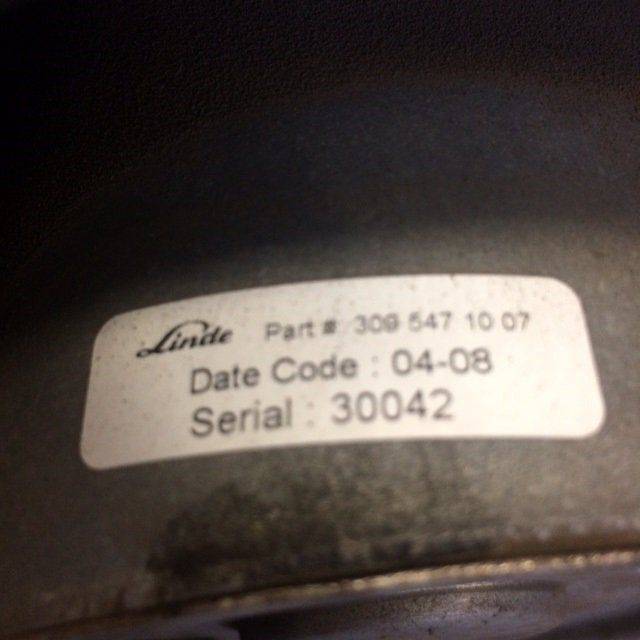 Linde Part # 309 547 10 07
Date Code : 04-08
Serial : 30042